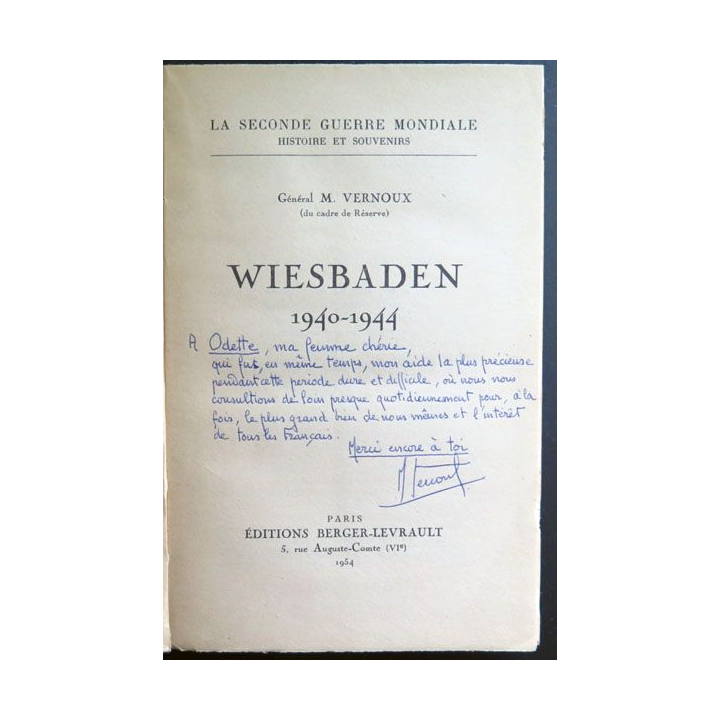 LA SECONDE GUERRE MONDIALE
HISTOIRE ET SOUVENIRS
Général M. VERNOUX
(du cadre de Réserve)
WIESBADEN
1940-1944
A Odette, ma femme chérie,
qui fut, en même temps, mon aide la plus précieuse
pendant cette periode dure et difficile, où nous nous
consultions de loin presque quotidiennement pour, à la
fois, le plus grand bien de nous mêmes et l'intérêt
de tous les Français.
Merci encore à toi
M Vernoux
PARIS
ÉDITIONS BERGER-LEVRAULT
5, rue Auguste-Comte (VIe)
1954